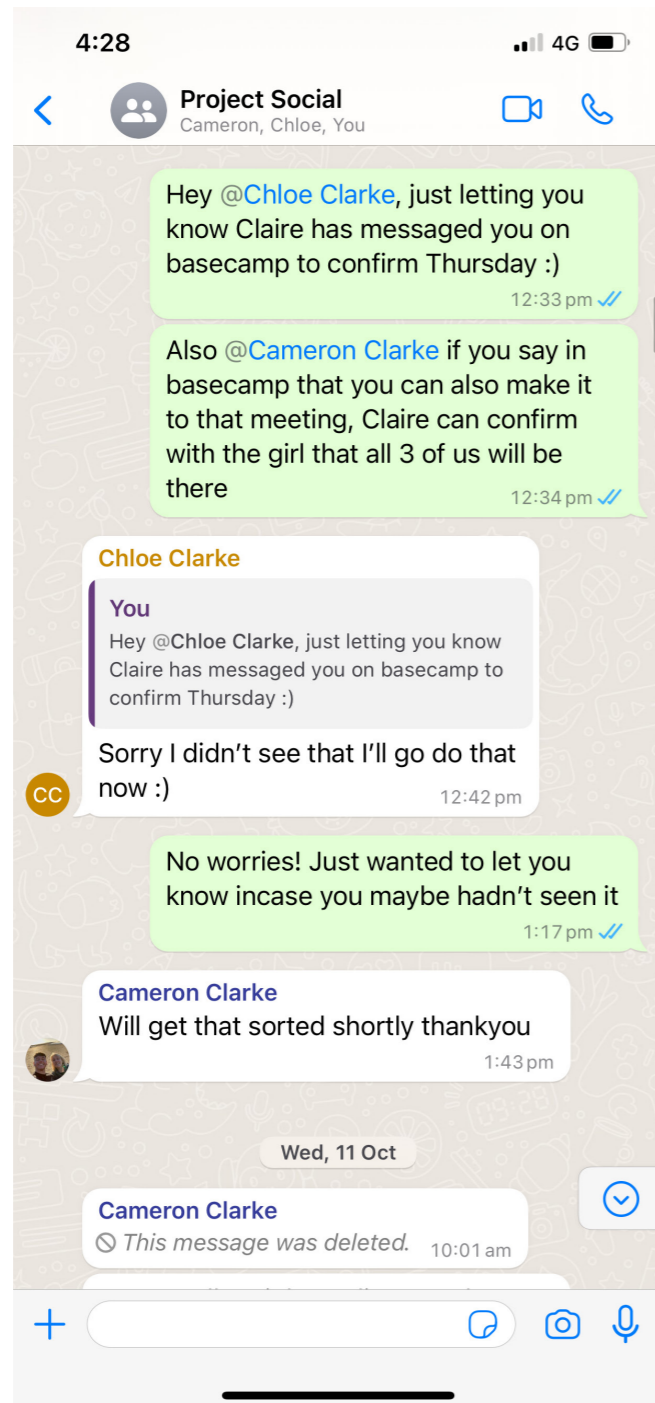 4:28
4G
Project Social
Cameron, Chloe, You
Hey @Chloe Clarke, just letting you
know Claire has messaged you on
basecamp to confirm Thursday :)
12:33 pm
Also @Cameron Clarke if you say in
basecamp that you can also make it
to that meeting, Claire can confirm
with the girl that all 3 of us will be
there
12:34 pm
Chloe Clarke
You
Hey @Chloe Clarke, just letting you know
Claire has messaged you on basecamp to
confirm Thursday :)
Sorry I didn’t see that I’ll go do that
now :)
CC
12:42 pm
No worries! Just wanted to let you
know incase you maybe hadn’t seen it
1:17 pm
Cameron Clarke
Will get that sorted shortly thankyou
1:43 pm
Wed, 11 Oct
Cameron Clarke
This message was deleted.
10:01 am